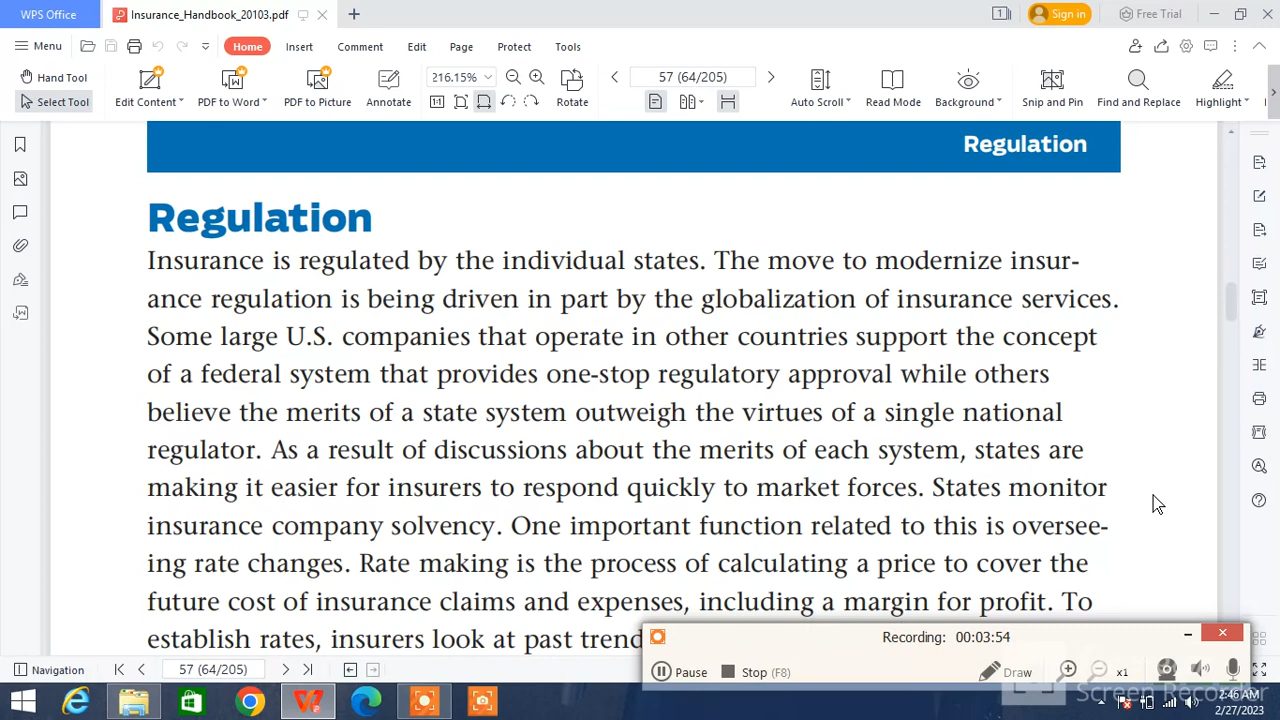 WPS Office
Insurance_Handbook_20103.pdf
1
Sign in
Free Trial
Menu
Home
Insert
Comment
Edit
Page
Protect
Tools
Hand Tool
Select Tool
Edit Content
PDF to Word
PDF to Picture
Annotate
216.15%
Rotate
57 (64/205)
Auto Scroll
Read Mode
Background
Snip and Pin
Find and Replace
Highlight
Regulation
Regulation
Insurance is regulated by the individual states. The move to modernize insur-
ance regulation is being driven in part by the globalization of insurance services.
Some large U.S. companies that operate in other countries support the concept
of a federal system that provides one-stop regulatory approval while others
believe the merits of a state system outweigh the virtues of a single national
regulator. As a result of discussions about the merits of each system, states are
making it easier for insurers to respond quickly to market forces. States monitor
insurance company solvency. One important function related to this is oversee-
ing rate changes. Rate making is the process of calculating a price to cover the
future cost of insurance claims and expenses, including a margin for profit. To
establish rates, insurers look at past trend
Recording: 00:03:54
Pause
Stop (F8)
Draw
x1
Navigation
57 (64/205)
Screen Recorder
2:46 AM
2/27/2023